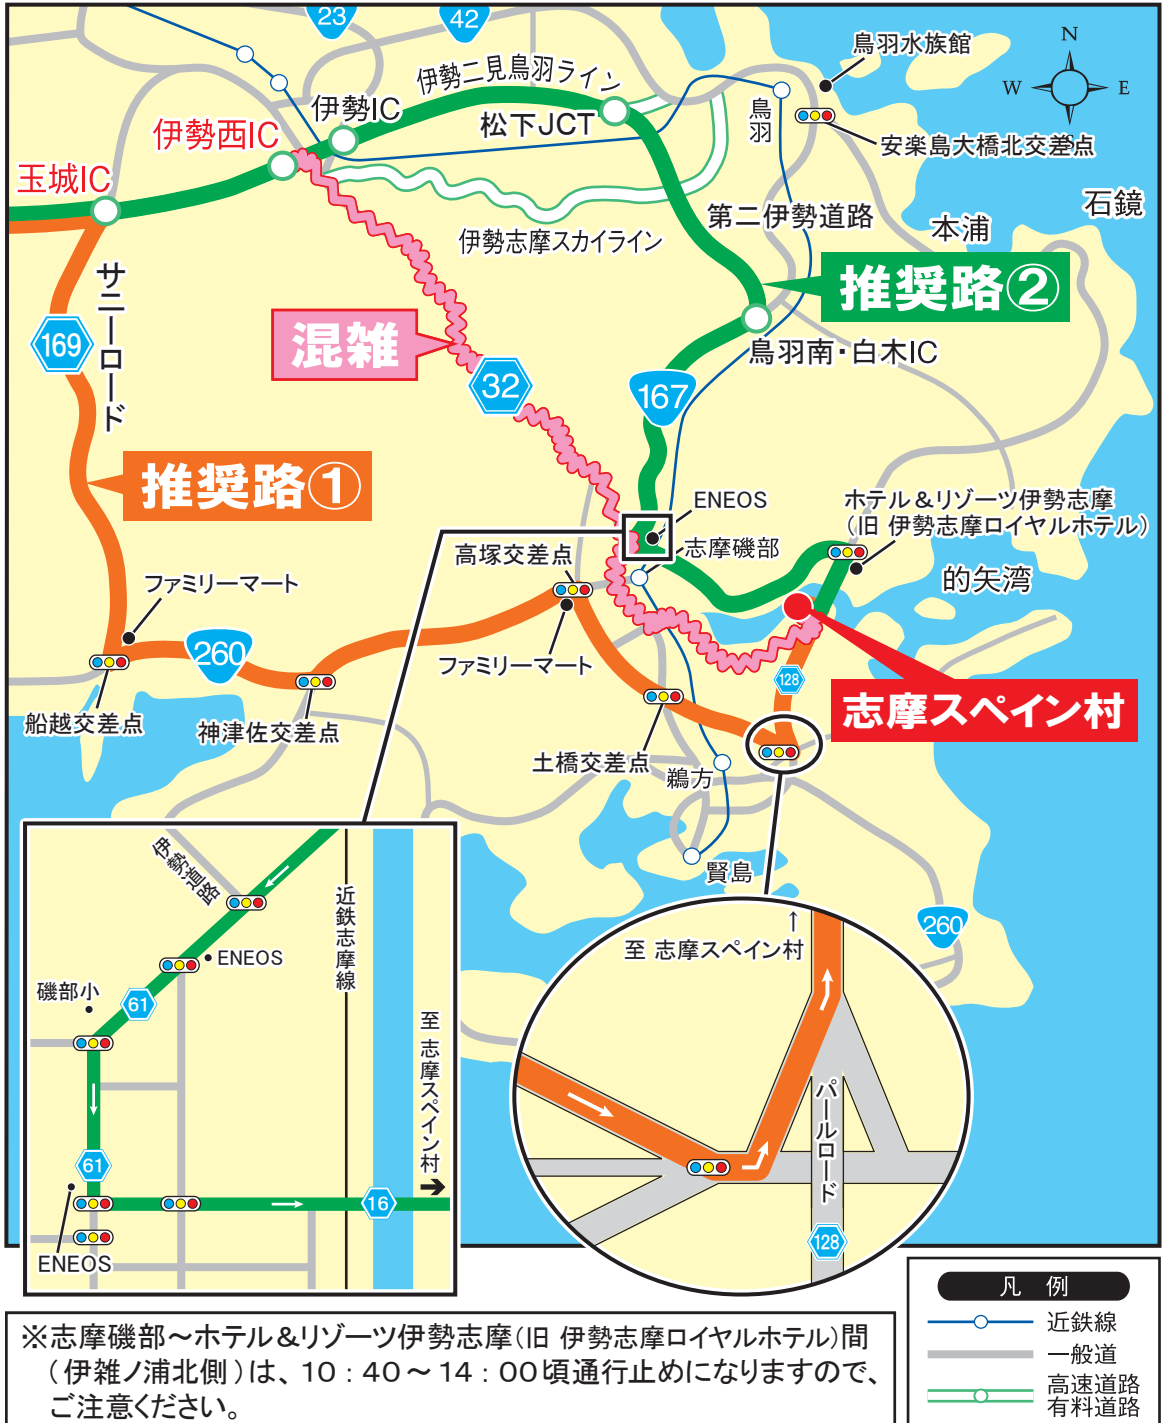 23
42
鳥羽水族館
N
W
E
S
伊勢二見鳥羽ライン
伊勢IC
松下JCT
鳥羽
安楽島大橋北交差点
伊勢西IC
玉城IC
石鏡
本浦
第二伊勢道路
伊勢志摩スカイライン
サニーロード
推奨路②
169
混雑
鳥羽南・白木IC
32
167
推奨路①
ENEOS
ホテル&リゾーツ伊勢志摩
(旧 伊勢志摩ロイヤルホテル)
高塚交差点
志摩磯部
的矢湾
ファミリーマート
260
ファミリーマート
128
志摩スペイン村
船越交差点
神津佐交差点
土橋交差点
鵜方
賢島
260
伊勢道路
近鉄志摩線
ENEOS
磯部小
61
至 志摩スペイン村
61
16
ENEOS
↑
至 志摩スペイン村
パールロード
128
凡 例
近鉄線
一般道
高速道路
有料道路
※志摩磯部~ホテル&リゾーツ伊勢志摩(旧 伊勢志摩ロイヤルホテル)間
(伊雑ノ浦北側)は、10:40~14:00頃通行止めになりますので、
ご注意ください。